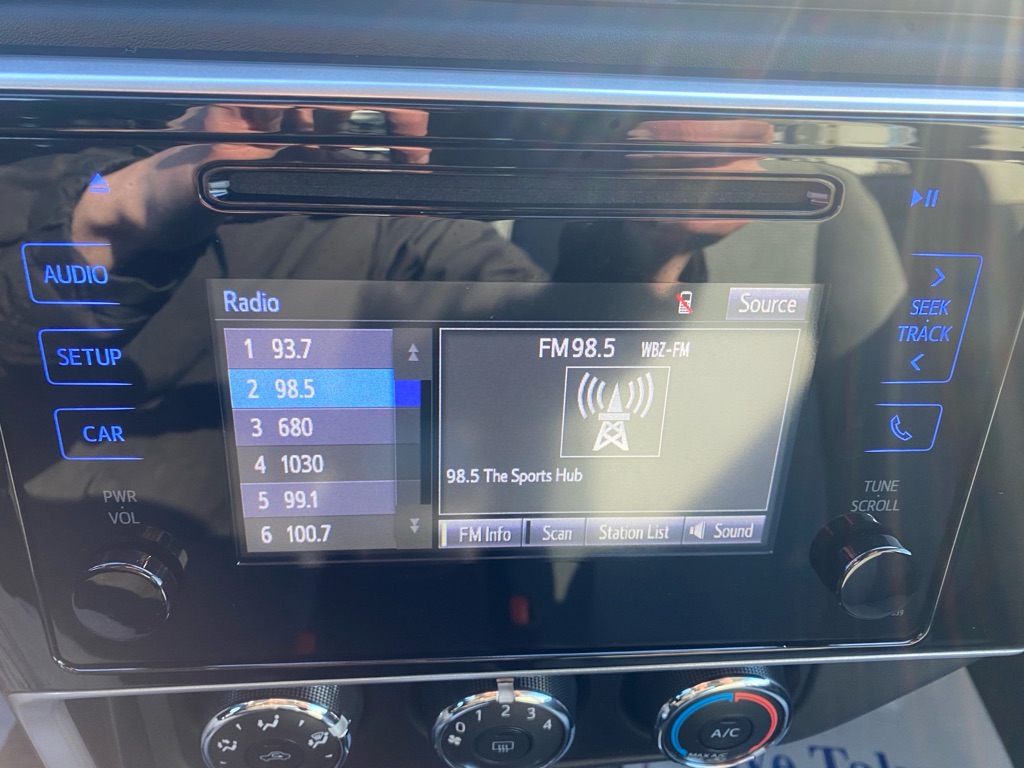 AUDIO
SETUP
CAR
PWR
VOL
Radio
Source
1 93.7
2 98.5
3 680
4 1030
5 99.1
6 100.7
FM 98.5 WBZ-FM
98.5 The Sports Hub
FM Info
Scan
Station List
Sound
>
SEEK
TRACK
<
TUNE
SCROLL
0 1 2 3 4
A/C
MAX A/C